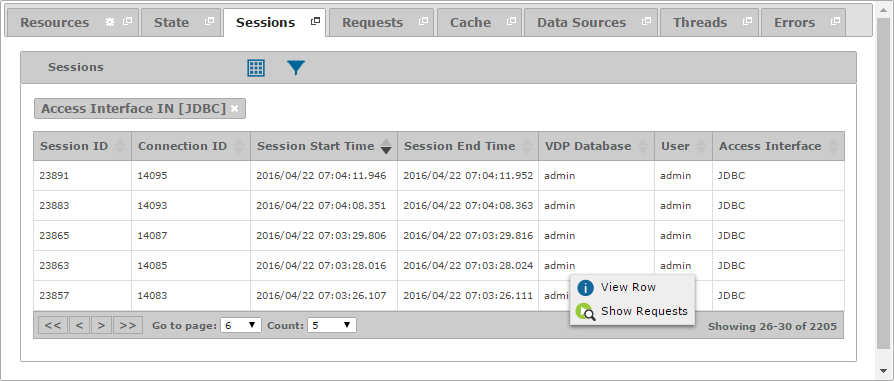 Resources State Sessions Requests Cache Data Sources Threads Errors
Sessions
Access Interface IN [JDBC]
Session ID Connection ID Session Start Time Session End Time VDP Database User Access Interface
23891 14095 2016/04/22 07:04:11.946 2016/04/22 07:04:11.952 admin admin JDBC
23883 14093 2016/04/22 07:04:08.351 2016/04/22 07:04:08.363 admin admin JDBC
23865 14087 2016/04/22 07:03:29.806 2016/04/22 07:03:29.816 admin admin JDBC
23863 14085 2016/04/22 07:03:28.016 2016/04/22 07:03:28.024 admin admin JDBC
23857 14083 2016/04/22 07:03:26.107 2016/04/22 07:03:26.111 JDBC
View Row
Show Requests
<< < > >> Go to page: 6 Count: 5 Showing 26-30 of 2205